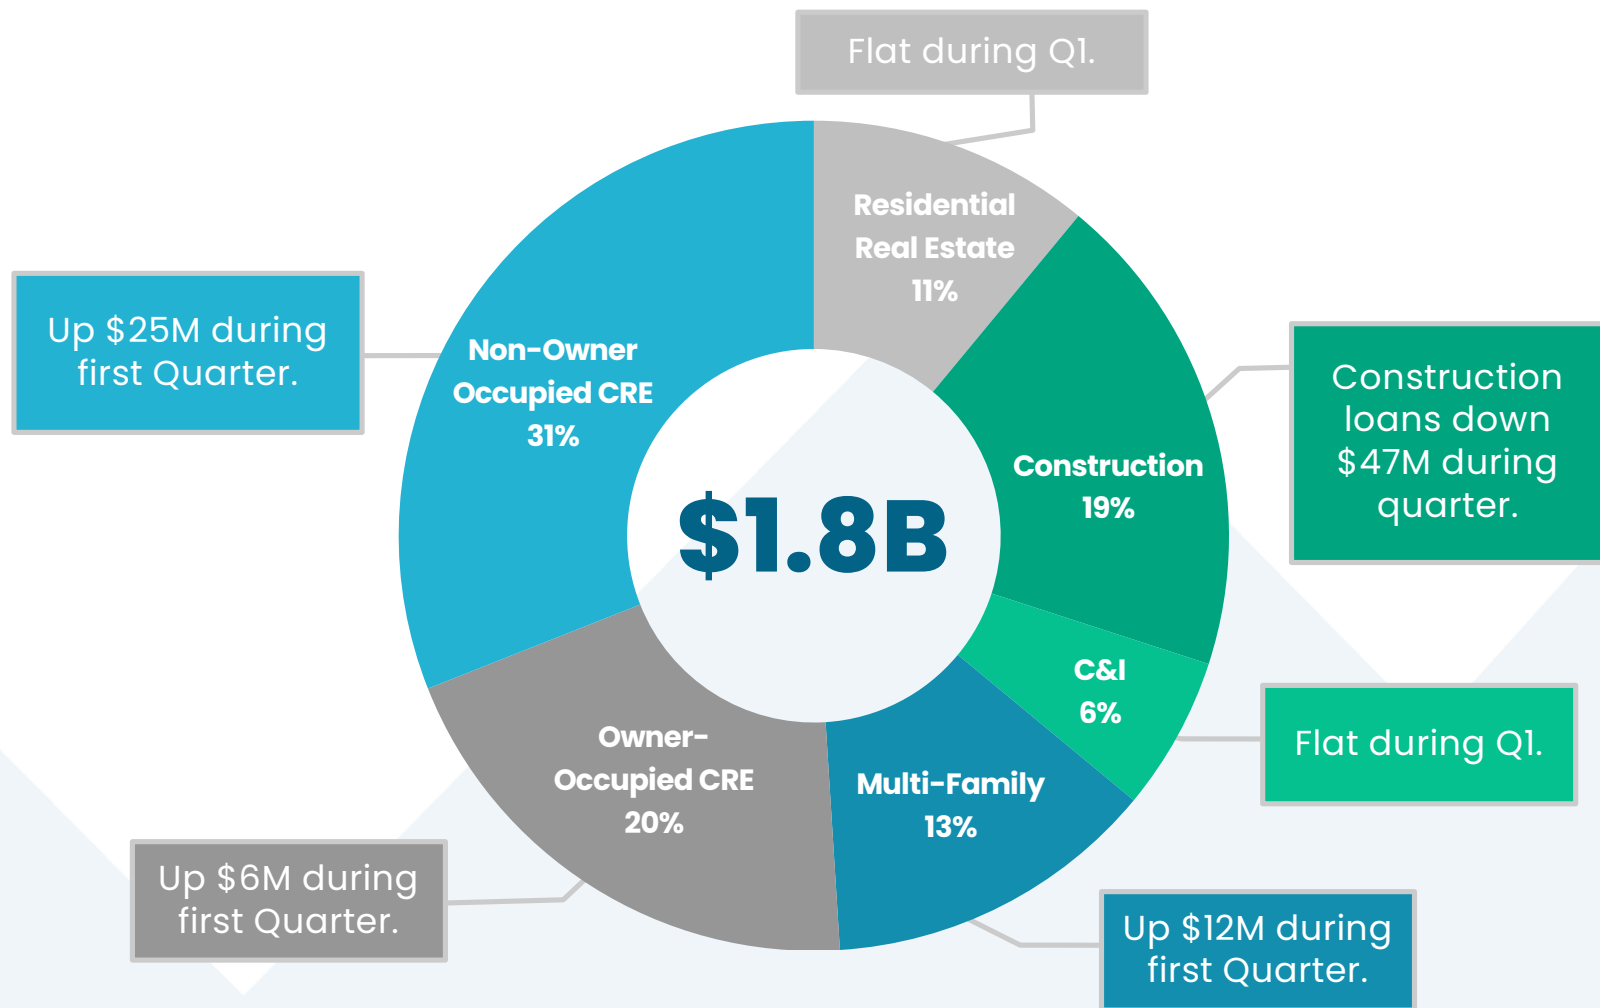 Flat during Q1.
Residential
Real Estate
11%
Up $25M during
first Quarter.
Non-Owner
Occupied CRE
31%
Construction
loans down
$47M during
quarter.
Construction
19%
$1.8B
C&I
6%
Flat during Q1.
Owner-
Occupied CRE
20%
Multi-Family
13%
Up $6M during
first Quarter.
Up $12M during
first Quarter.